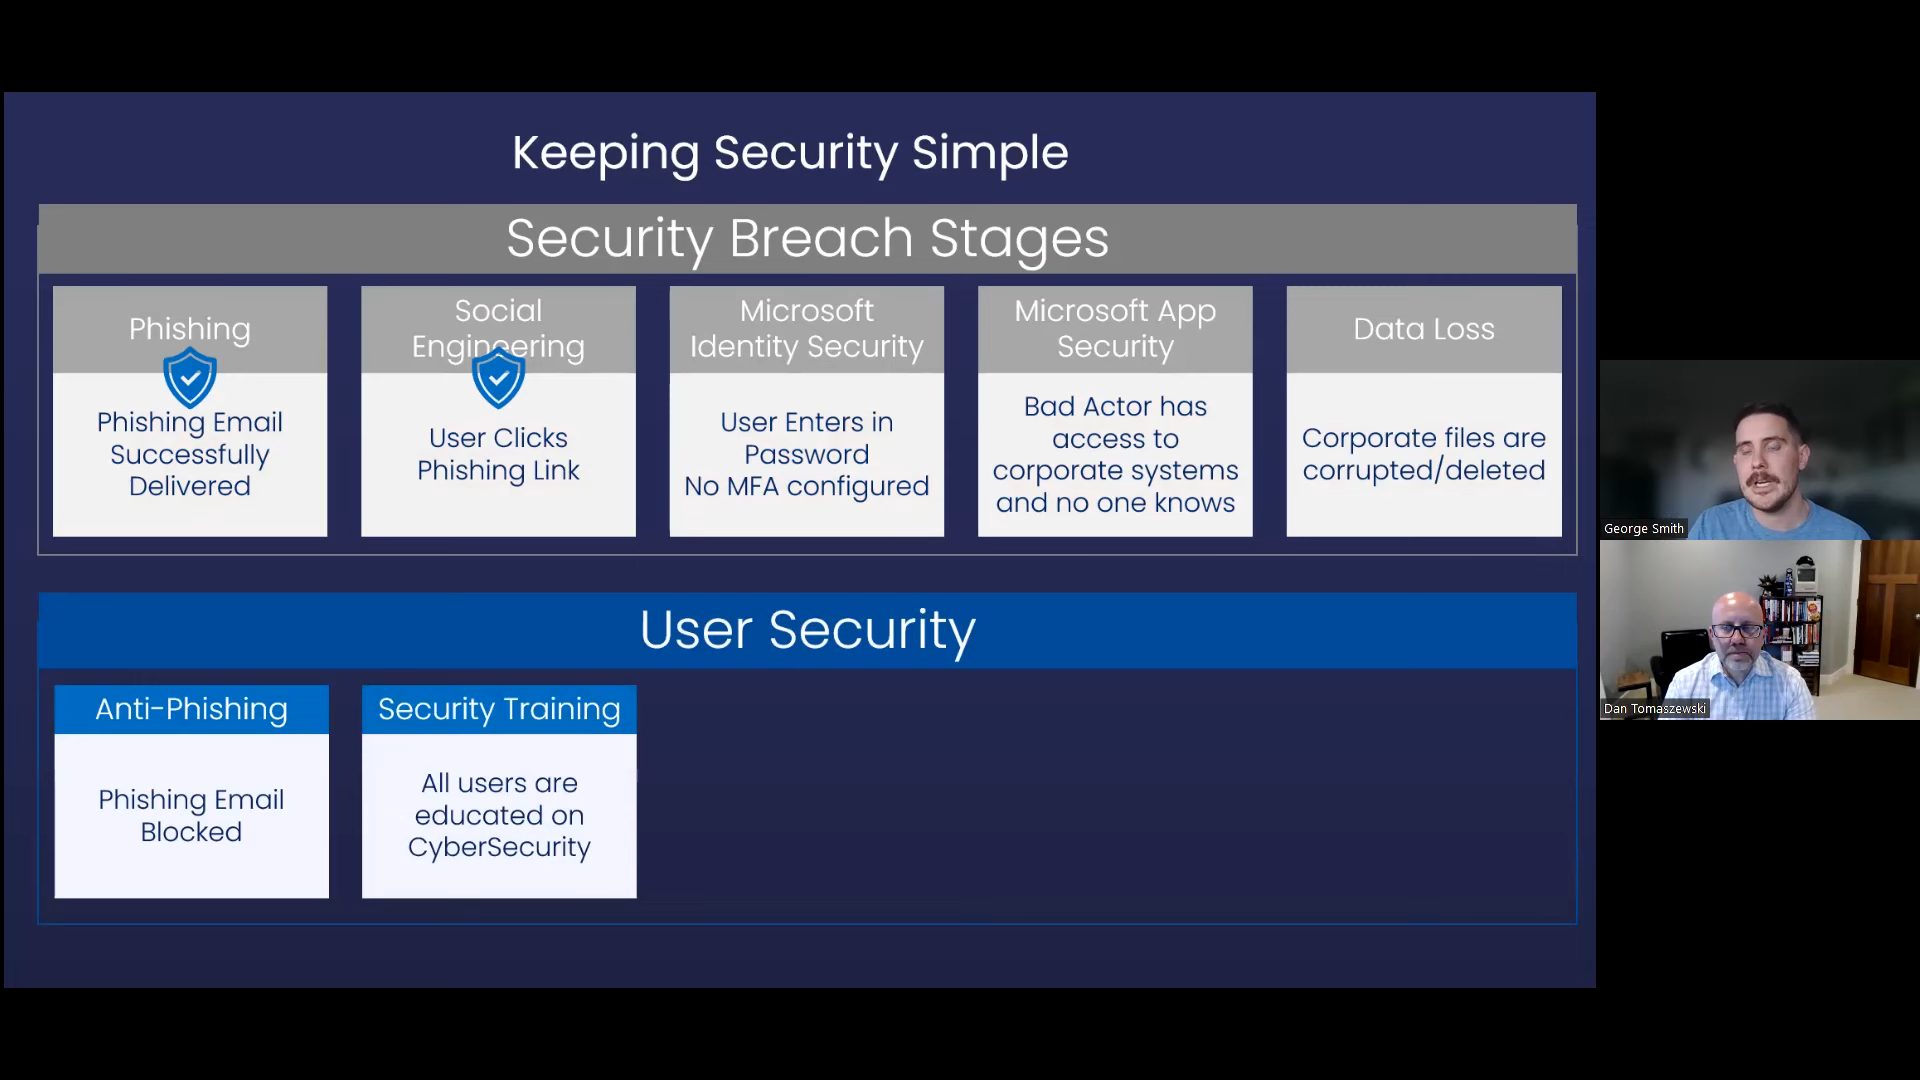 Keeping Security Simple
Security Breach Stages
Phishing
Phishing Email
Successfully
Delivered
Social
Engineering
User Clicks
Phishing Link
Microsoft
Identity Security
User Enters in
Password
No MFA configured
Microsoft App
Security
Bad Actor has
access to
corporate systems
and no one knows
Data Loss
Corporate files are
corrupted/deleted
User Security
Anti-Phishing
Phishing Email
Blocked
Security Training
All users are
educated on
CyberSecurity
George Smith
Dan Tomaszewski